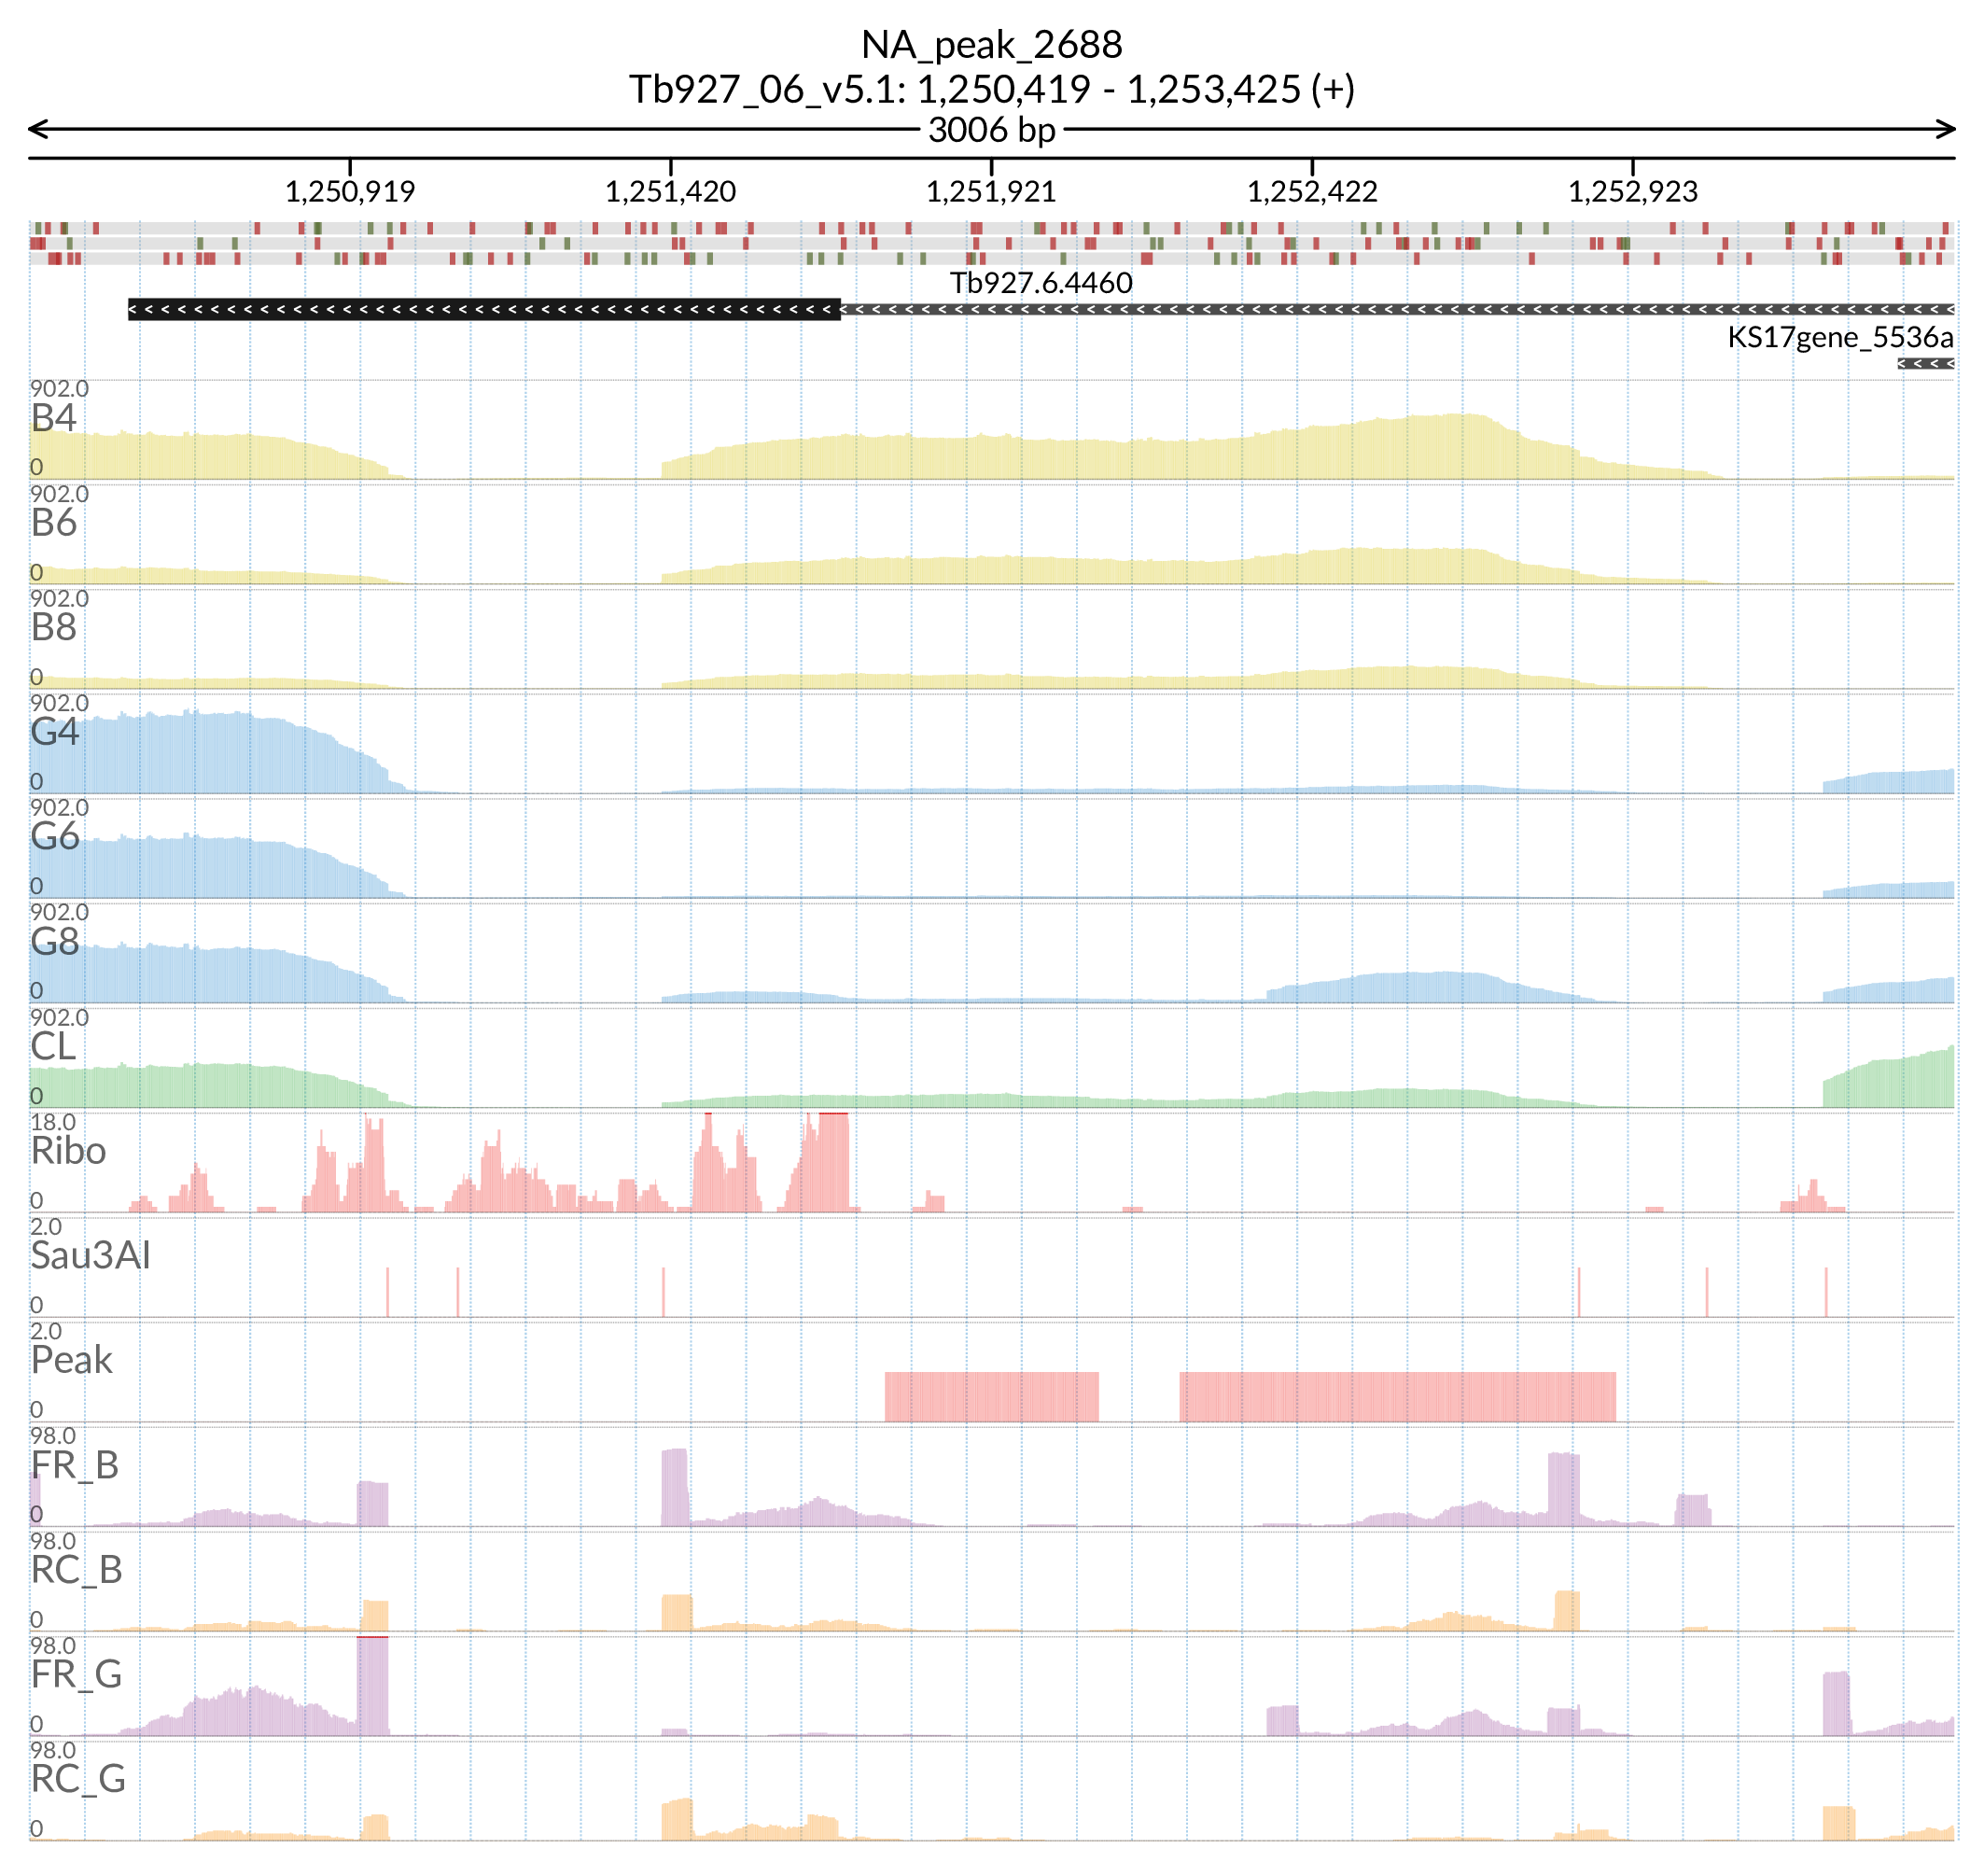 NA_peak_2688
Tb927_06_v5.1: 1,250,419 - 1,253,425 (+)
3006 bp
1,250,919 1,251,420 1,251,921 1,252,422 1,252,923
Tb927.6.4460
KS17gene_5536a
902.0
B4
0
902.0
B6
0
902.0
B8
0
902.0
G4
0
902.0
G6
0
902.0
G8
0
902.0
CL
0
18.0
Ribo
0
2.0
Sau3AI
0
2.0
Peak
0
98.0
FR_B
0
98.0
RC_B
0
98.0
FR_G
0
98.0
RC_G
0